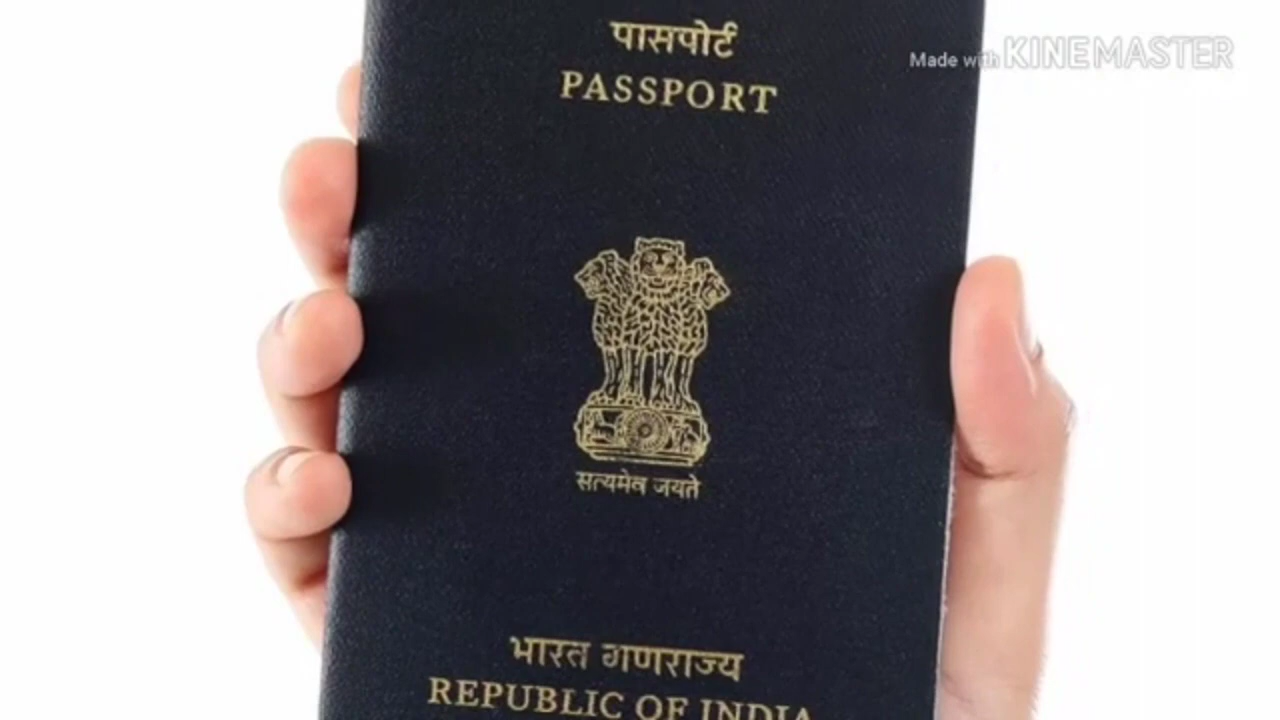 पासपोर्ट
PASSPORT
Made with KINEMASTER
सत्यमेव जयते
भारत गणराज्य
REPUBLIC OF INDIA